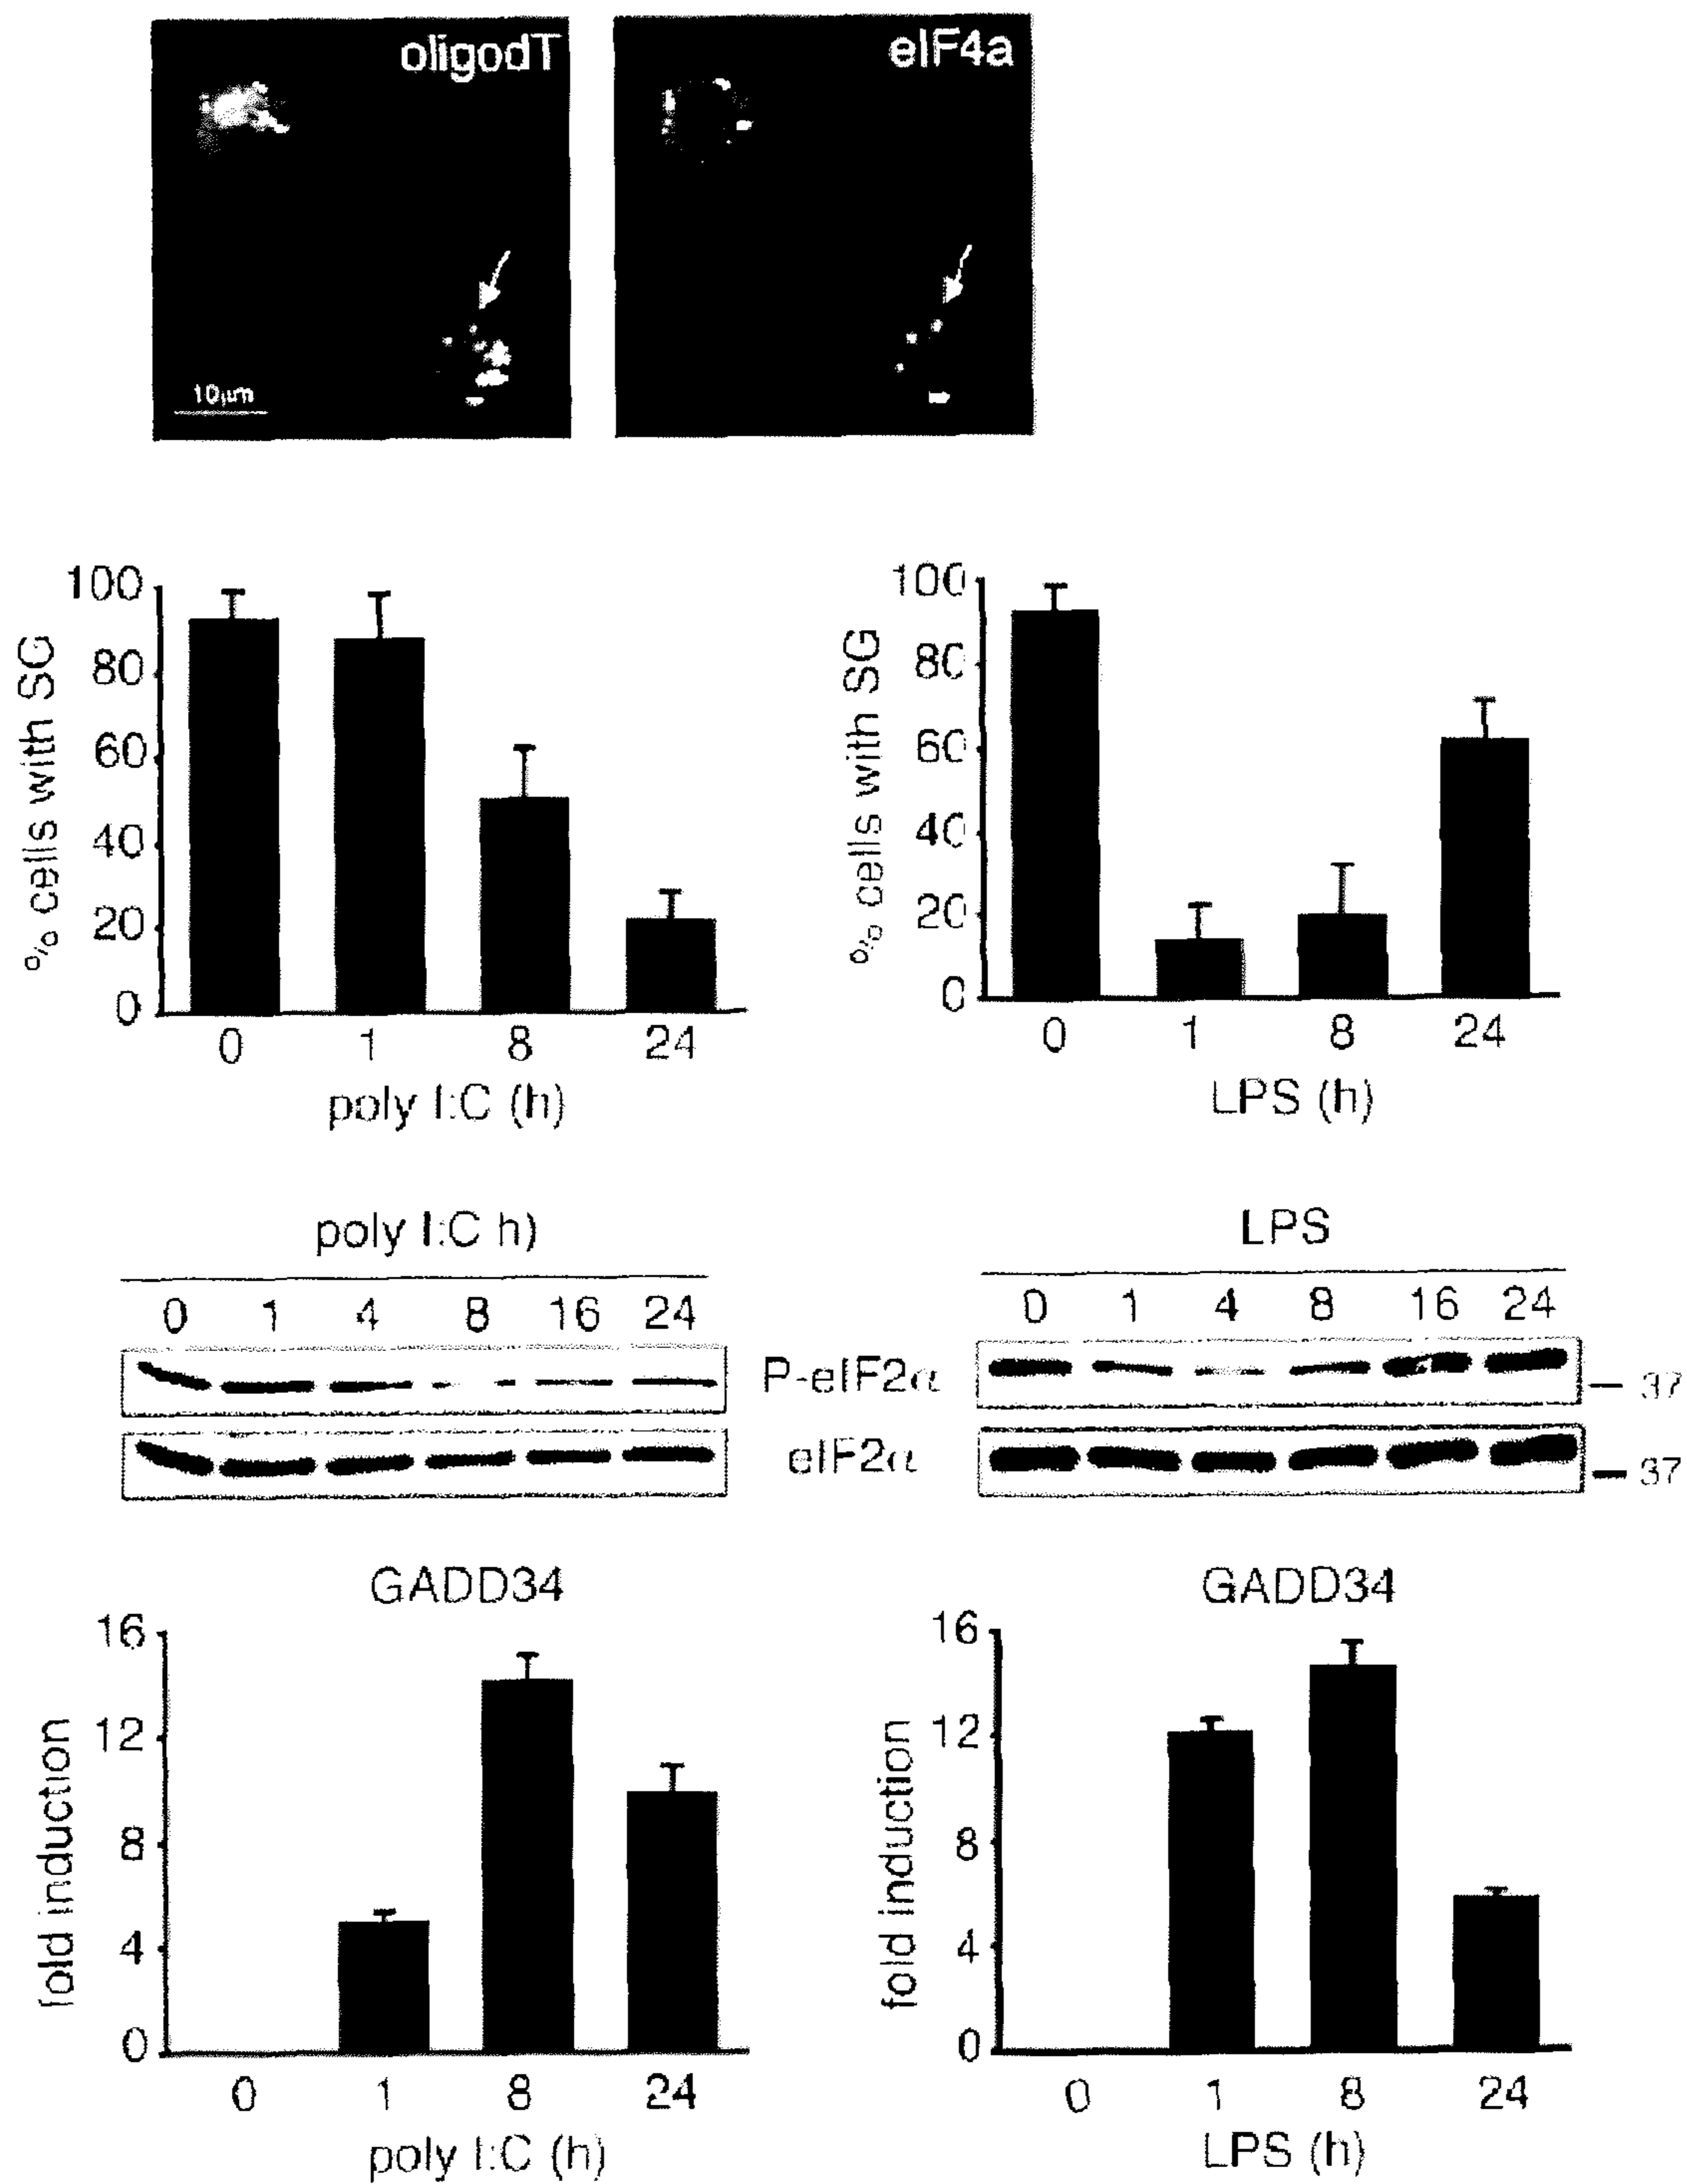 oligodT
eIF4a
10µm
% cells with SG
100
80
60
40
20
0
0 1 8 24
poly I:C (h)
% cells with SG
100
80
60
40
20
0
0 1 8 24
LPS (h)
poly I:C h)
0 1 4 8 16 24
LPS
0 1 4 8 16 24
P-eIF2α
37
eIF2α
37
GADD34
fold induction
16
12
8
4
0
0 1 8 24
poly I:C (h)
GADD34
fold induction
16
12
8
4
0
0 1 8 24
LPS (h)